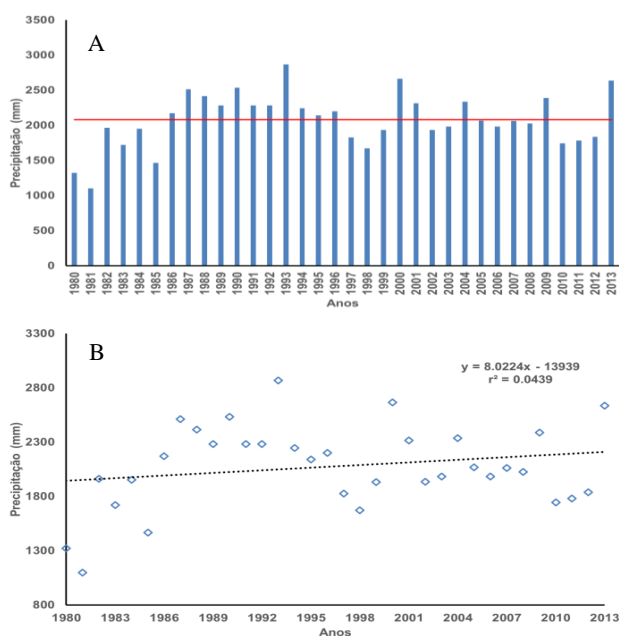 A
3500
3000
2500
2000
1500
1000
500
0
Precipitação (mm)
1980 1981 1982 1983 1984 1985 1986 1987 1988 1989 1990 1991 1992 1993 1994 1995 1996 1997 1998 1999 2000 2001 2002 2003 2004 2005 2006 2007 2008 2009 2010 2011 2012 2013
Anos
B
3300
2800
2300
1800
1300
800
Precipitação (mm)
y = 8.0224x - 13939
r² = 0.0439
1980 1983 1986 1989 1992 1995 1998 2001 2004 2007 2010 2013
Anos